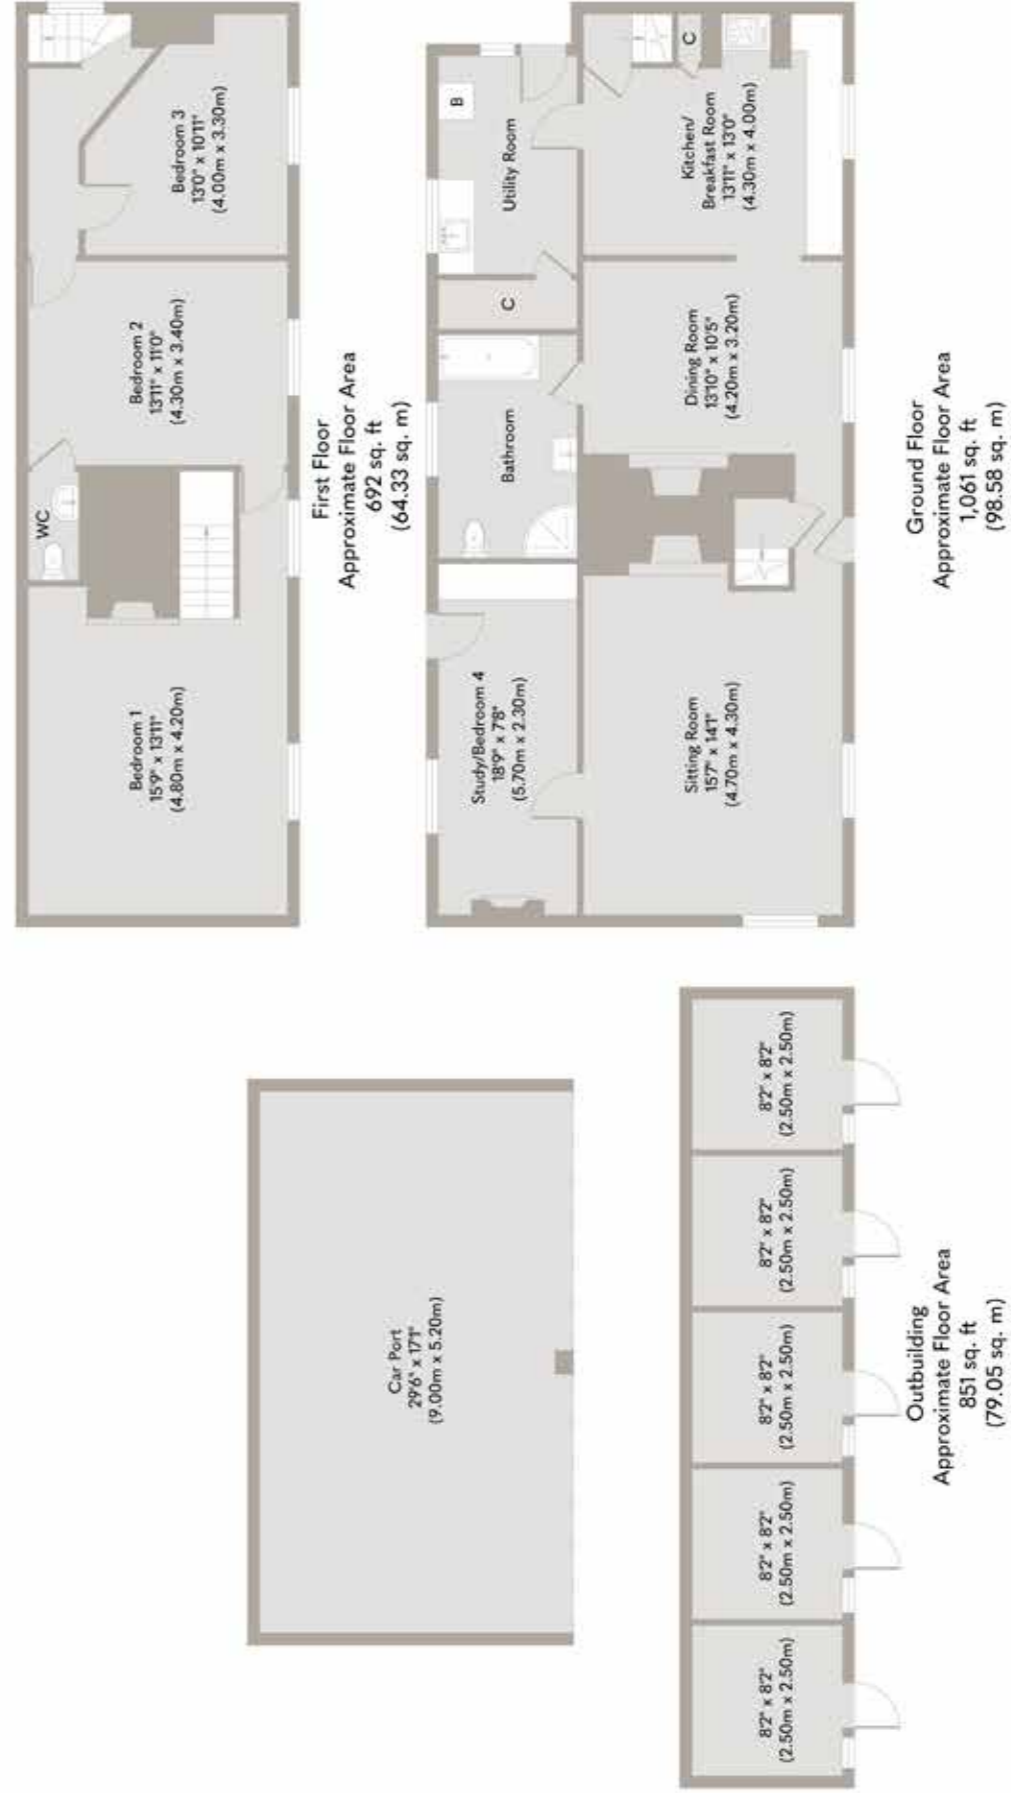 Car Port
29'6" x 17'1"
(9.00m x 5.20m)
8'2" x 8'2"
(2.50m x 2.50m)
8'2" x 8'2"
(2.50m x 2.50m)
8'2" x 8'2"
(2.50m x 2.50m)
8'2" x 8'2"
(2.50m x 2.50m)
8'2" x 8'2"
(2.50m x 2.50m)
Outbuilding
Approximate Floor Area
851 sq. ft
(79.05 sq. m)
WC
Bedroom 1
15'9" x 13'11"
(4.80m x 4.20m)
Bedroom 2
13'11" x 11'0"
(4.30m x 3.40m)
Bedroom 3
13'0" x 10'11"
(4.00m x 3.30m)
First Floor
Approximate Floor Area
692 sq. ft
(64.33 sq. m)
B
Study/Bedroom 4
18'9" x 7'8"
(5.70m x 2.30m)
Bathroom
C
Utility Room
C
Sitting Room
15'7" x 14'1"
(4.70m x 4.30m)
Dining Room
13'10" x 10'5"
(4.20m x 3.20m)
Kitchen/
Breakfast Room
13'11" x 13'0"
(4.30m x 4.00m)
Ground Floor
Approximate Floor Area
1,061 sq. ft
(98.58 sq. m)